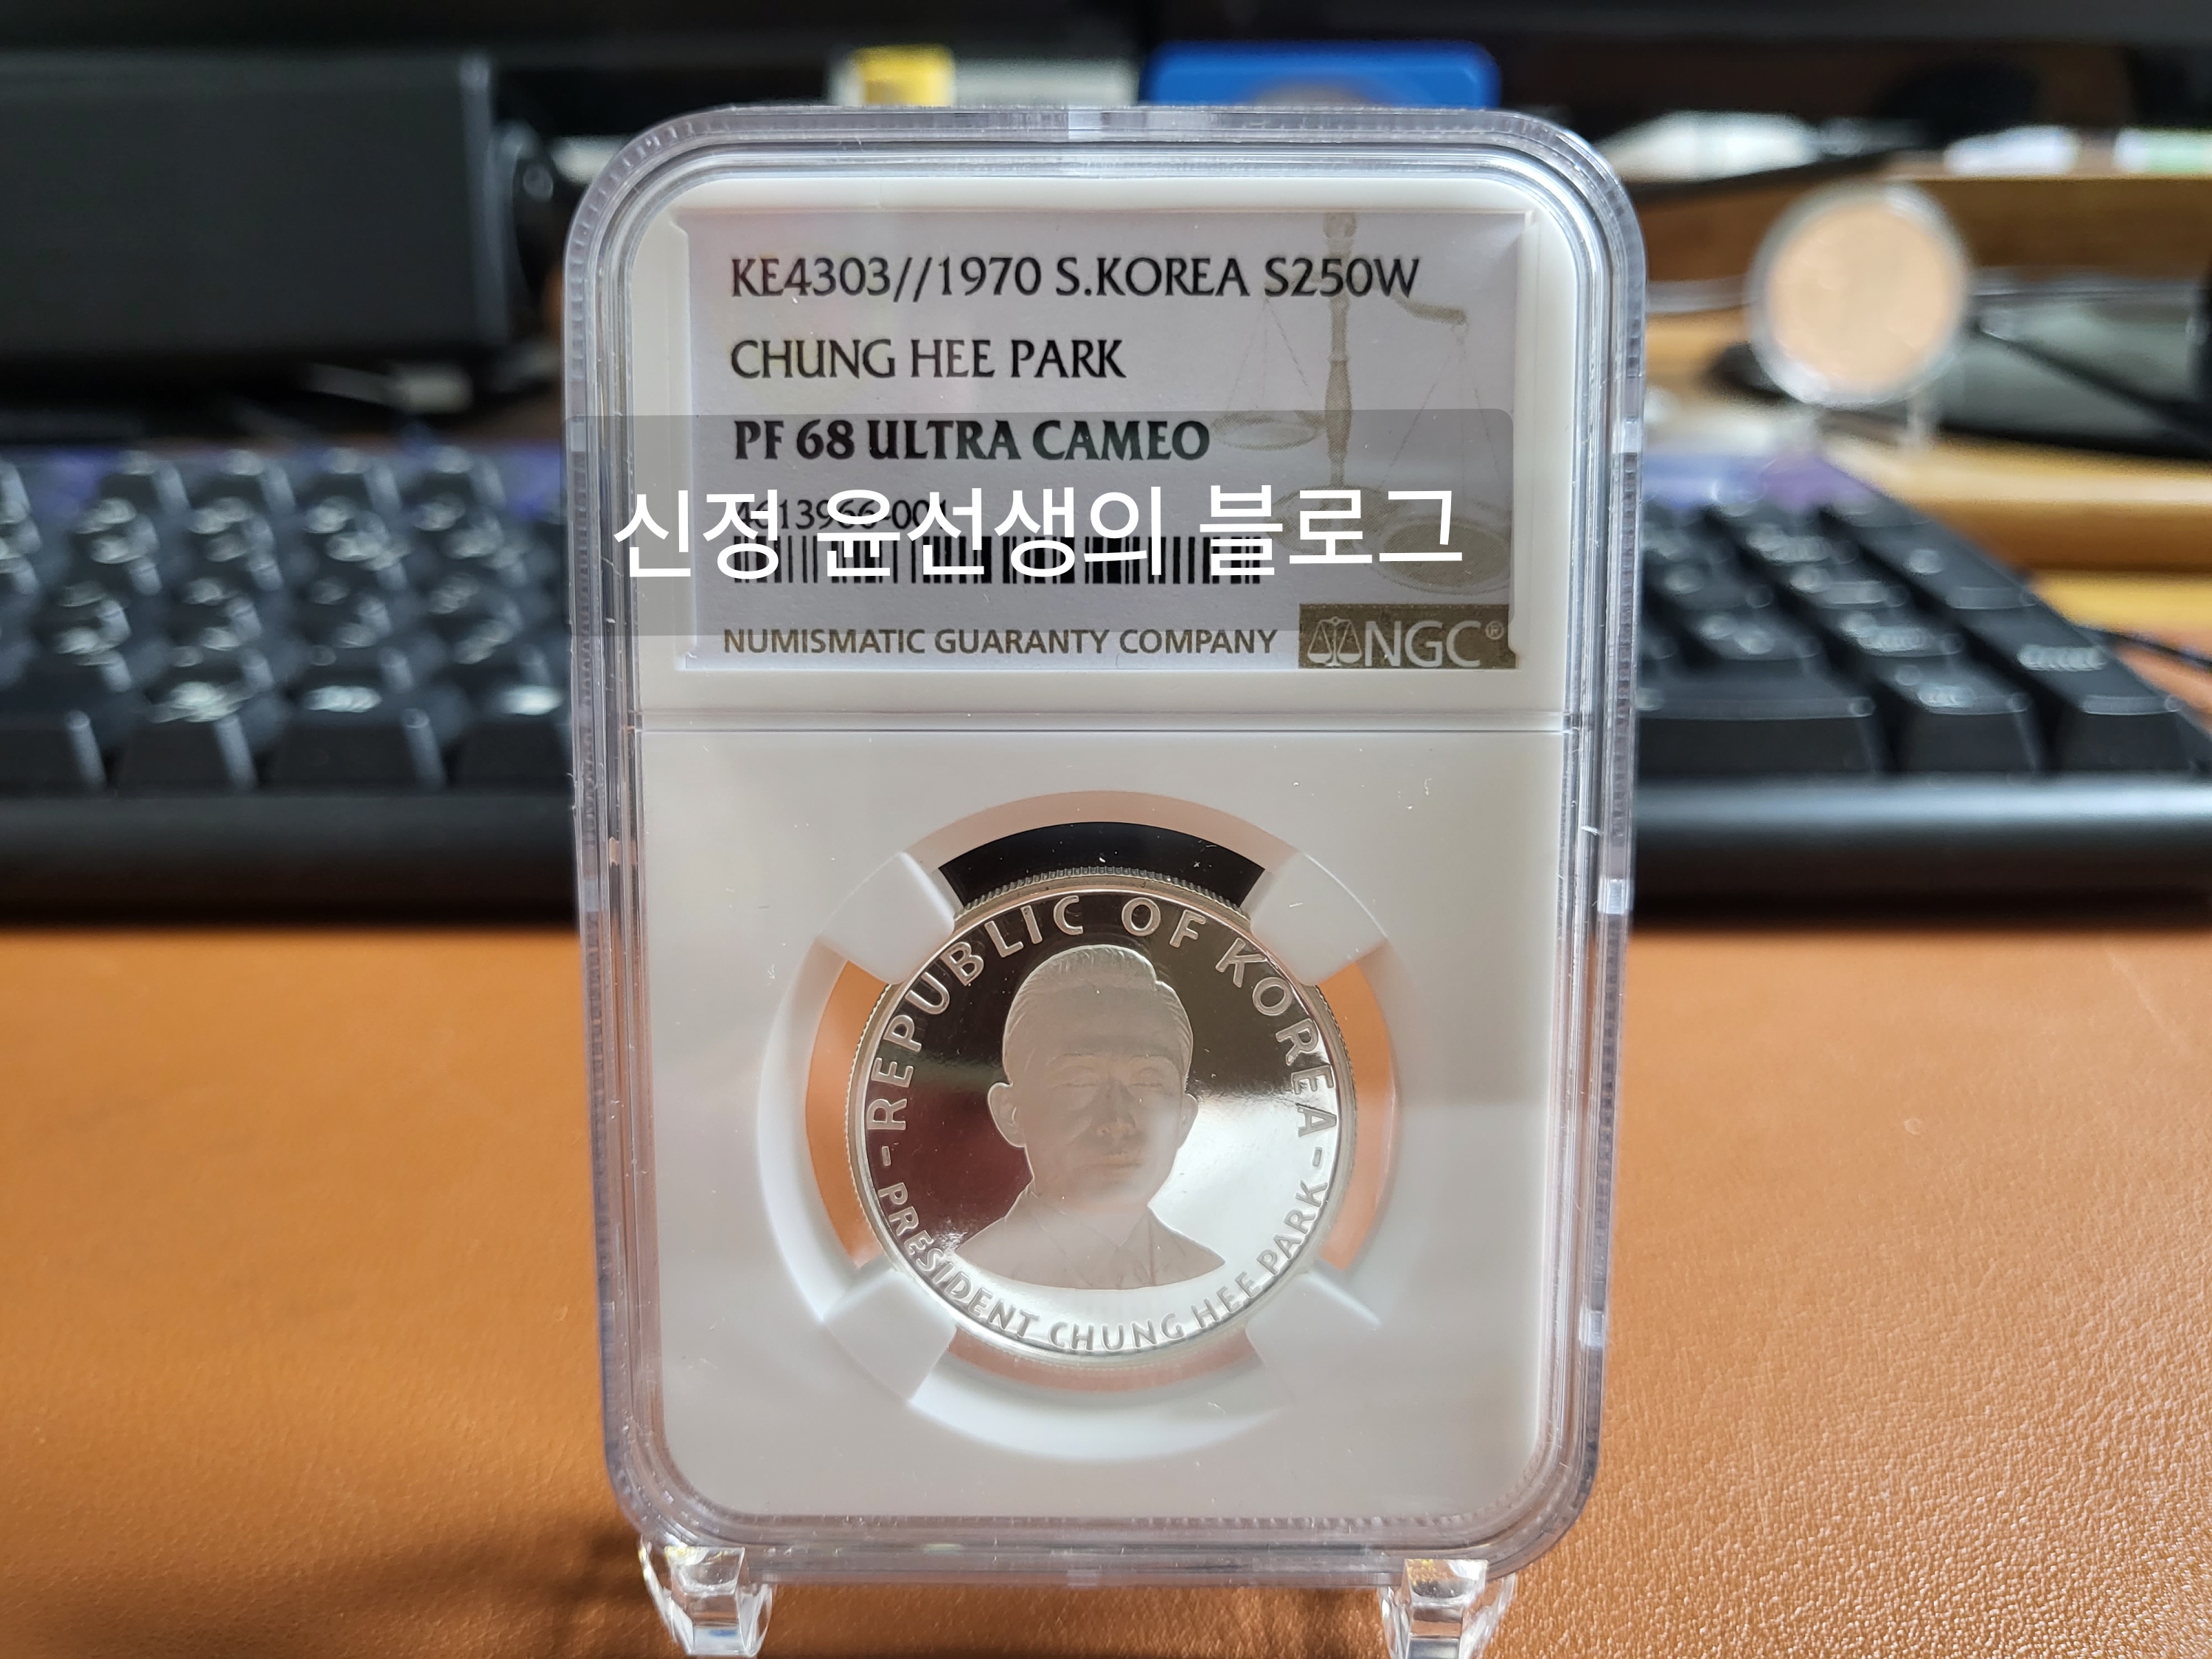 KE4303//1970 S.KOREA S250W
CHUNG HEE PARK
PF 68 ULTRA CAMEO
신정 윤선생의 블로그
NUMISMATIC GUARANTY COMPANY NGC®
-REPUBLIC OF KOREA-
PRESIDENT CHUNG HEE PARK